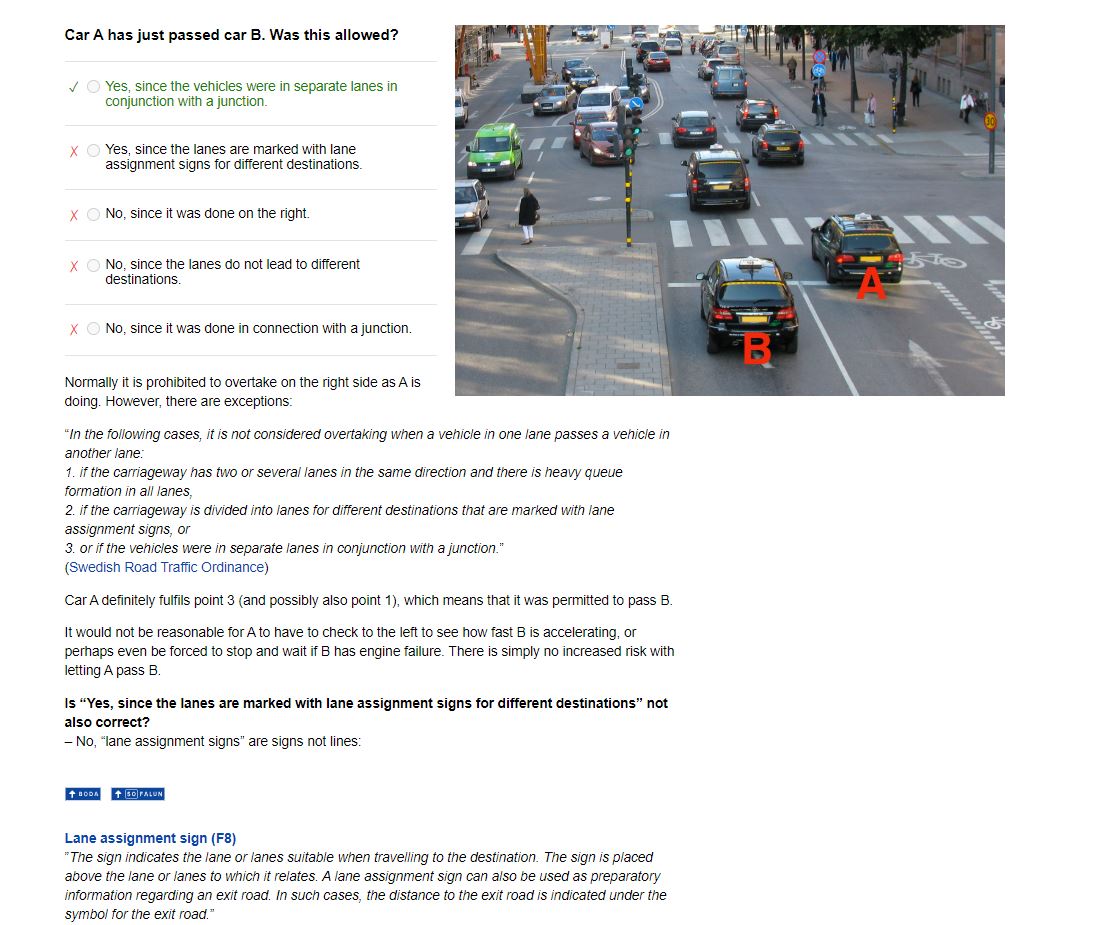 Car A has just passed car B. Was this allowed?
✓ Yes, since the vehicles were in separate lanes in
conjunction with a junction.
X Yes, since the lanes are marked with lane
assignment signs for different destinations.
X No, since it was done on the right.
X No, since the lanes do not lead to different
destinations.
X No, since it was done in connection with a junction.
30
A
B
Normally it is prohibited to overtake on the right side as A is
doing. However, there are exceptions:
“In the following cases, it is not considered overtaking when a vehicle in one lane passes a vehicle in
another lane:
1. if the carriageway has two or several lanes in the same direction and there is heavy queue
formation in all lanes,
2. if the carriageway is divided into lanes for different destinations that are marked with lane
assignment signs, or
3. or if the vehicles were in separate lanes in conjunction with a junction.”
(Swedish Road Traffic Ordinance)
Car A definitely fulfils point 3 (and possibly also point 1), which means that it was permitted to pass B.
It would not be reasonable for A to have to check to the left to see how fast B is accelerating, or
perhaps even be forced to stop and wait if B has engine failure. There is simply no increased risk with
letting A pass B.
Is “Yes, since the lanes are marked with lane assignment signs for different destinations” not
also correct?
– No, “lane assignment signs” are signs not lines:
BODA 50 FALUN
Lane assignment sign (F8)
”The sign indicates the lane or lanes suitable when travelling to the destination. The sign is placed
above the lane or lanes to which it relates. A lane assignment sign can also be used as preparatory
information regarding an exit road. In such cases, the distance to the exit road is indicated under the
symbol for the exit road.”